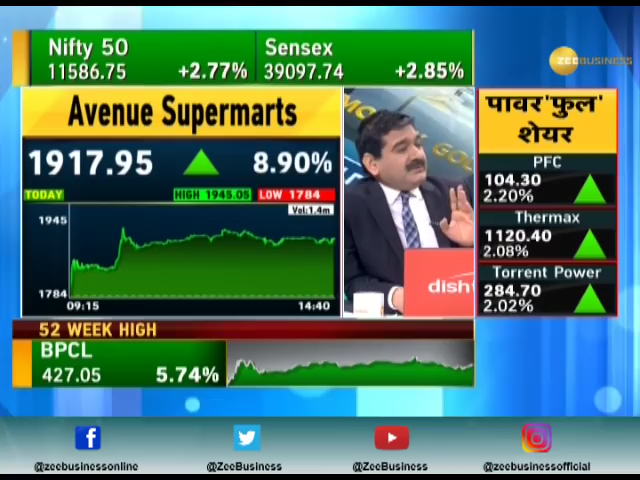 Nifty 50
11586.75 +2.77%
Sensex
39097.74 +2.85%
ZEEBUSINESS
Avenue Supermarts
1917.95 8.90%
TODAY HIGH 1945.05 LOW 1784
Vol:1.4m
1945
1784
09:15 14:40
dish
पावर 'फुल'
शेयर
PFC
104.30
2.20%
Thermax
1120.40
2.08%
Torrent Power
284.70
2.02%
52 WEEK HIGH
BPCL
427.05 5.74%
@zeebusinessonline
@ZeeBusiness
@ZeeBusiness
@zeebusinessofficial